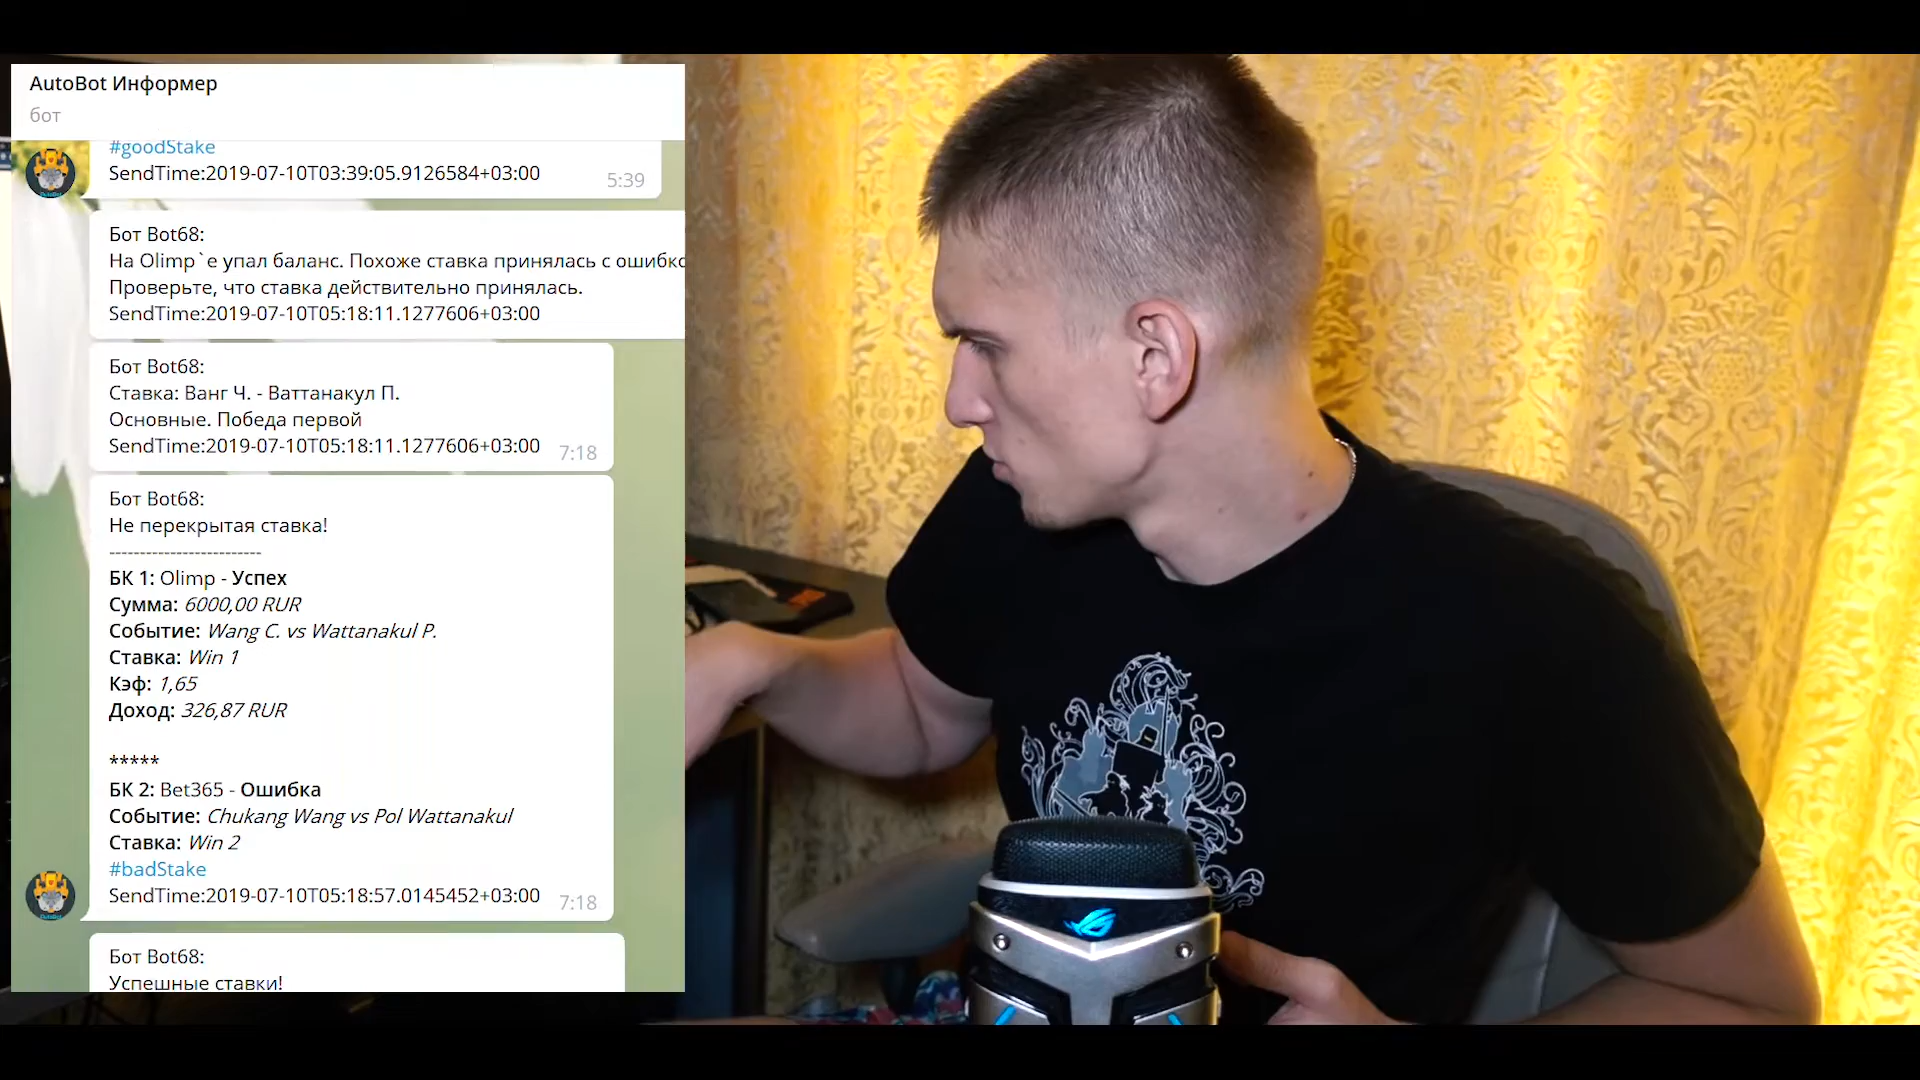 AutoBot Информер
бот
#goodStake
SendTime:2019-07-10T03:39:05.9126584+03:00
5:39
Бот Bot68:
На Olimp`е упал баланс. Похоже ставка принялась с ошибко
Проверьте, что ставка действительно принялась.
SendTime:2019-07-10T05:18:11.1277606+03:00
Бот Bot68:
Ставка: Ванг Ч. - Ваттанакул П.
Основные. Победа первой
SendTime:2019-07-10T05:18:11.1277606+03:00
7:18
Бот Bot68:
Не перекрытая ставка!
-------------------------
БК 1: Olimp - Успех
Сумма: 6000,00 RUR
Событие: Wang C. vs Wattanakul P.
Ставка: Win 1
Кэф: 1,65
Доход: 326,87 RUR
*****
БК 2: Bet365 - Ошибка
Событие: Chukang Wang vs Pol Wattanakul
Ставка: Win 2
#badStake
SendTime:2019-07-10T05:18:57.0145452+03:00
7:18
Бот Bot68:
Успешные ставки!